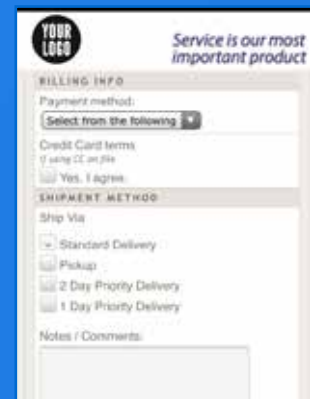 YOUR
LOGO
Service is our most
important product
BILLING INFO
Payment method:
Select from the following
Credit Card terms
if using CC on file
Yes, I agree.
SHIPMENT METHOD
Ship Via
Standard Delivery
Pickup
2 Day Priority Delivery
1 Day Priority Delivery
Notes / Comments: